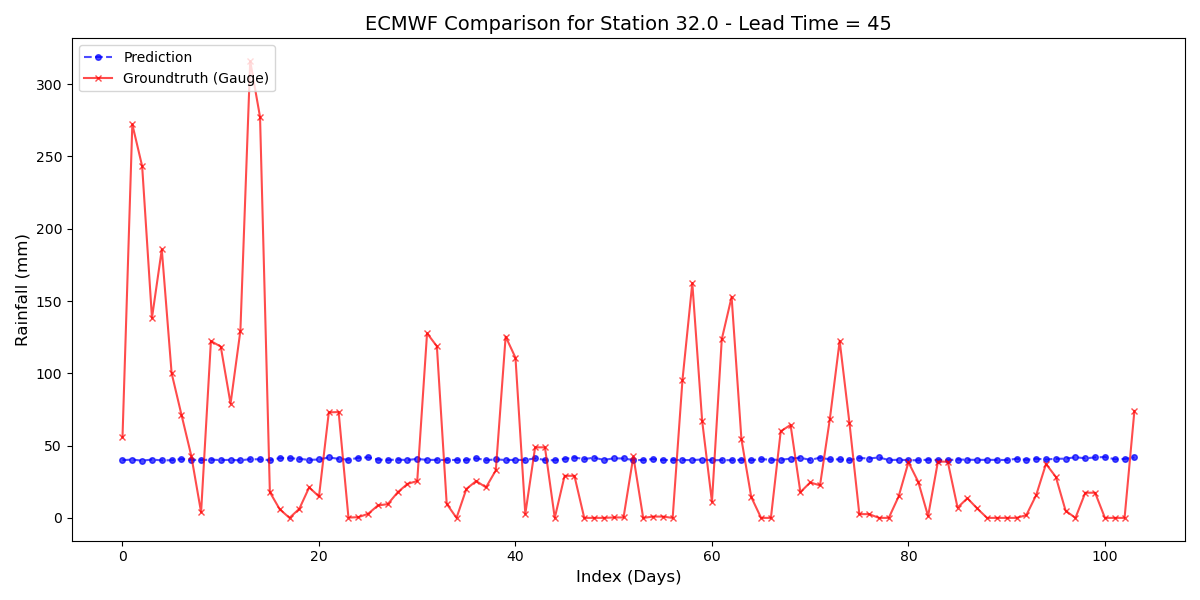 ECMWF Comparison for Station 32.0 - Lead Time = 45
Prediction
Groundtruth (Gauge)
Rainfall (mm)
300
250
200
150
100
50
0
0 20 40 60 80 100
Index (Days)